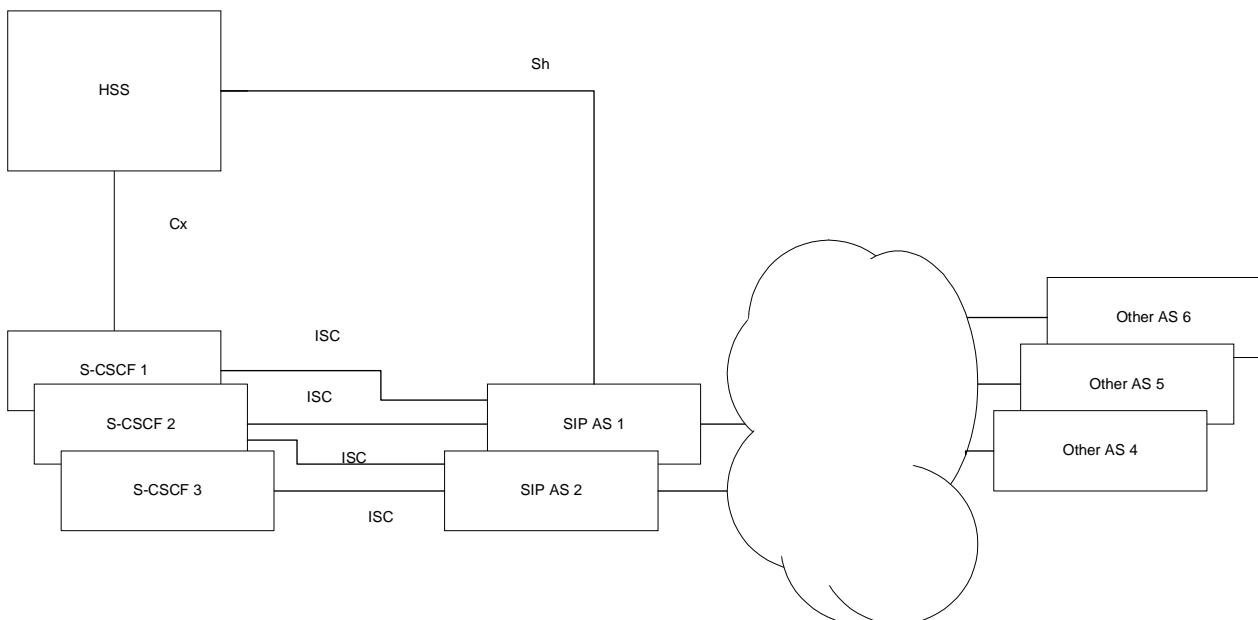 Sh
HSS
Cx
ISC
S-CSCF 1
ISC
S-CSCF 2
SIP AS 1
ISC
S-CSCF 3
SIP AS 2
ISC
Other AS 6
Other AS 5
Other AS 4